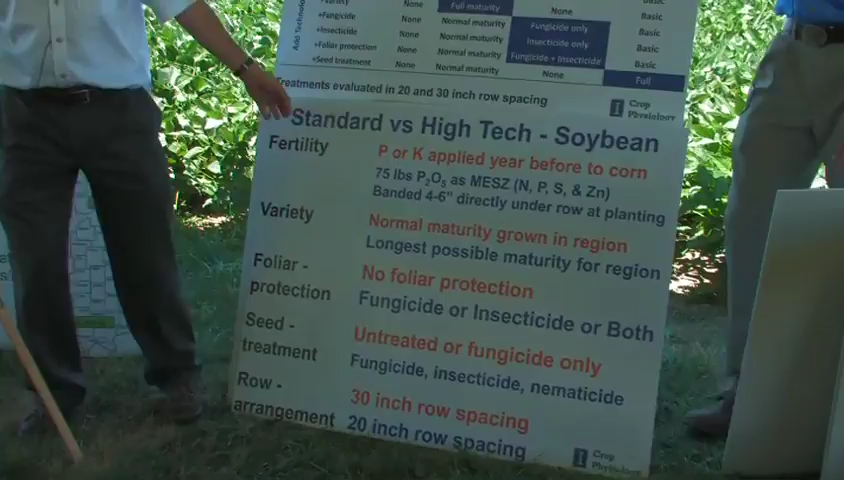 Variety None Full maturity None Basic
+Fungicide None Normal maturity Fungicide only Basic
+Insecticide None Normal maturity Insecticide only Basic
+Foliar protection None Normal maturity Fungicide + Insecticide Basic
+Seed treatment None Normal maturity None Full
Treatments evaluated in 20 and 30 inch row spacing
I Crop
Physiology
Standard vs High Tech - Soybean
Fertility
P or K applied year before to corn
75 lbs P2O5 as MESZ (N, P, S, & Zn)
Banded 4-6" directly under row at planting
Variety
Normal maturity grown in region
Longest possible maturity for region
Foliar -
protection
No foliar protection
Fungicide or Insecticide or Both
Seed -
treatment
Untreated or fungicide only
Fungicide, insecticide, nematicide
Row -
arrangement
30 inch row spacing
20 inch row spacing
I Crop
Physiology